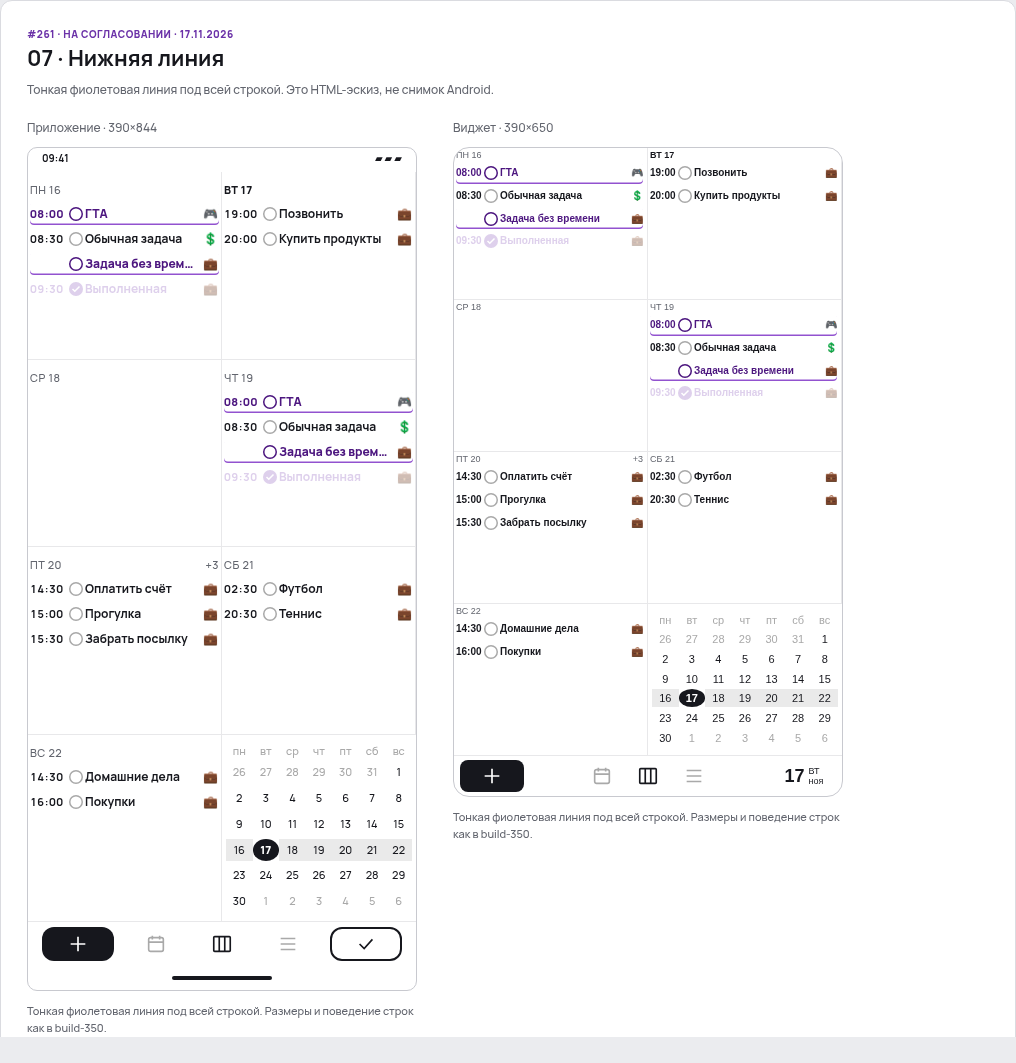 #261 · НА СОГЛАСОВАНИИ · 17.11.2026
07 · Нижняя линия
Тонкая фиолетовая линия под всей строкой. Это HTML-эскиз, не снимок Android.
Приложение · 390×844
09:41
ПН 16
08:00 ГТА
08:30 Обычная задача
Задача без врем...
09:30 Выполненная
ВТ 17
19:00 Позвонить
20:00 Купить продукты
СР 18
ЧТ 19
08:00 ГТА
08:30 Обычная задача
Задача без врем...
09:30 Выполненная
ПТ 20 +3
14:30 Оплатить счёт
15:00 Прогулка
15:30 Забрать посылку
СБ 21
02:30 Футбол
20:30 Теннис
ВС 22
14:30 Домашние дела
16:00 Покупки
пн вт ср чт пт сб вс
26 27 28 29 30 31 1
2 3 4 5 6 7 8
9 10 11 12 13 14 15
16 17 18 19 20 21 22
23 24 25 26 27 28 29
30 1 2 3 4 5 6
Тонкая фиолетовая линия под всей строкой. Размеры и поведение строк
как в build-350.
Виджет · 390×650
ПН 16
08:00 ГТА
08:30 Обычная задача
Задача без времени
09:30 Выполненная
ВТ 17
19:00 Позвонить
20:00 Купить продукты
СР 18
ЧТ 19
08:00 ГТА
08:30 Обычная задача
Задача без времени
09:30 Выполненная
ПТ 20 +3
14:30 Оплатить счёт
15:00 Прогулка
15:30 Забрать посылку
СБ 21
02:30 Футбол
20:30 Теннис
ВС 22
14:30 Домашние дела
16:00 Покупки
пн вт ср чт пт сб вс
26 27 28 29 30 31 1
2 3 4 5 6 7 8
9 10 11 12 13 14 15
16 17 18 19 20 21 22
23 24 25 26 27 28 29
30 1 2 3 4 5 6
17 ВТ
ноя
Тонкая фиолетовая линия под всей строкой. Размеры и поведение строк
как в build-350.